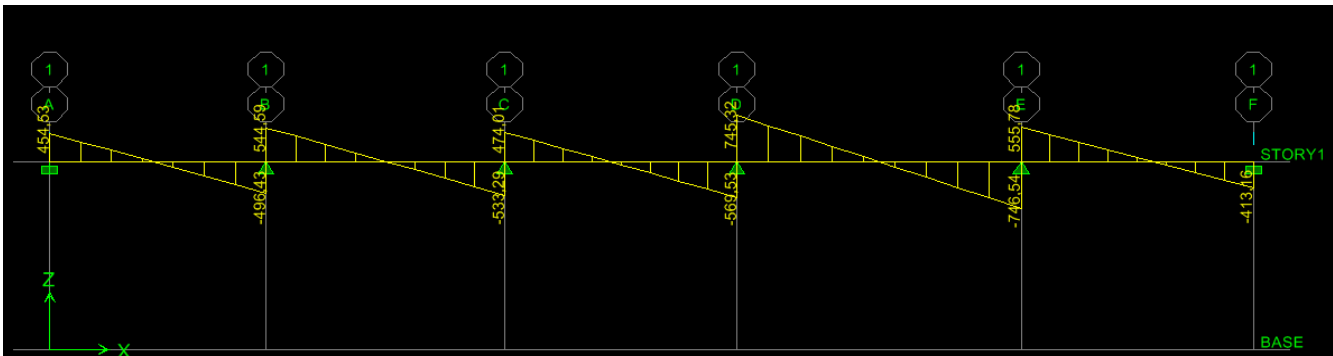 1 1 1 1 1 1
A B C D E F
454.53 544.59 474.01 745.32 555.78
STORY1
-496.43 -533.29 -569.53 -746.54 -413.16
Z
X
BASE